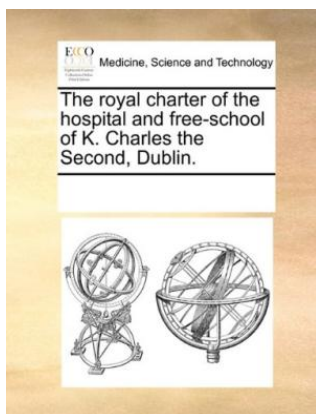 ECCO
Medicine, Science and Technology
The royal charter of the
hospital and free-school
of K. Charles the
Second, Dublin.